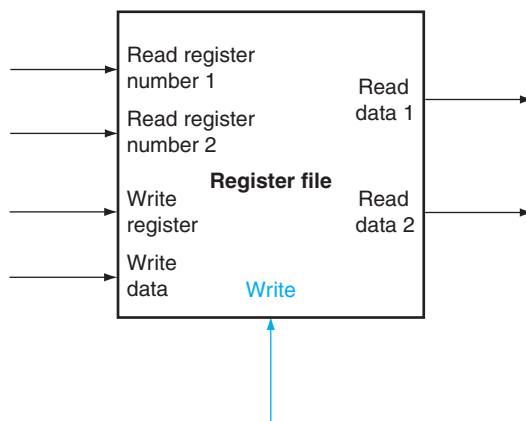 Read register
number 1
Read
data 1
Read register
number 2
Register file
Write
register
Read
data 2
Write
data
Write